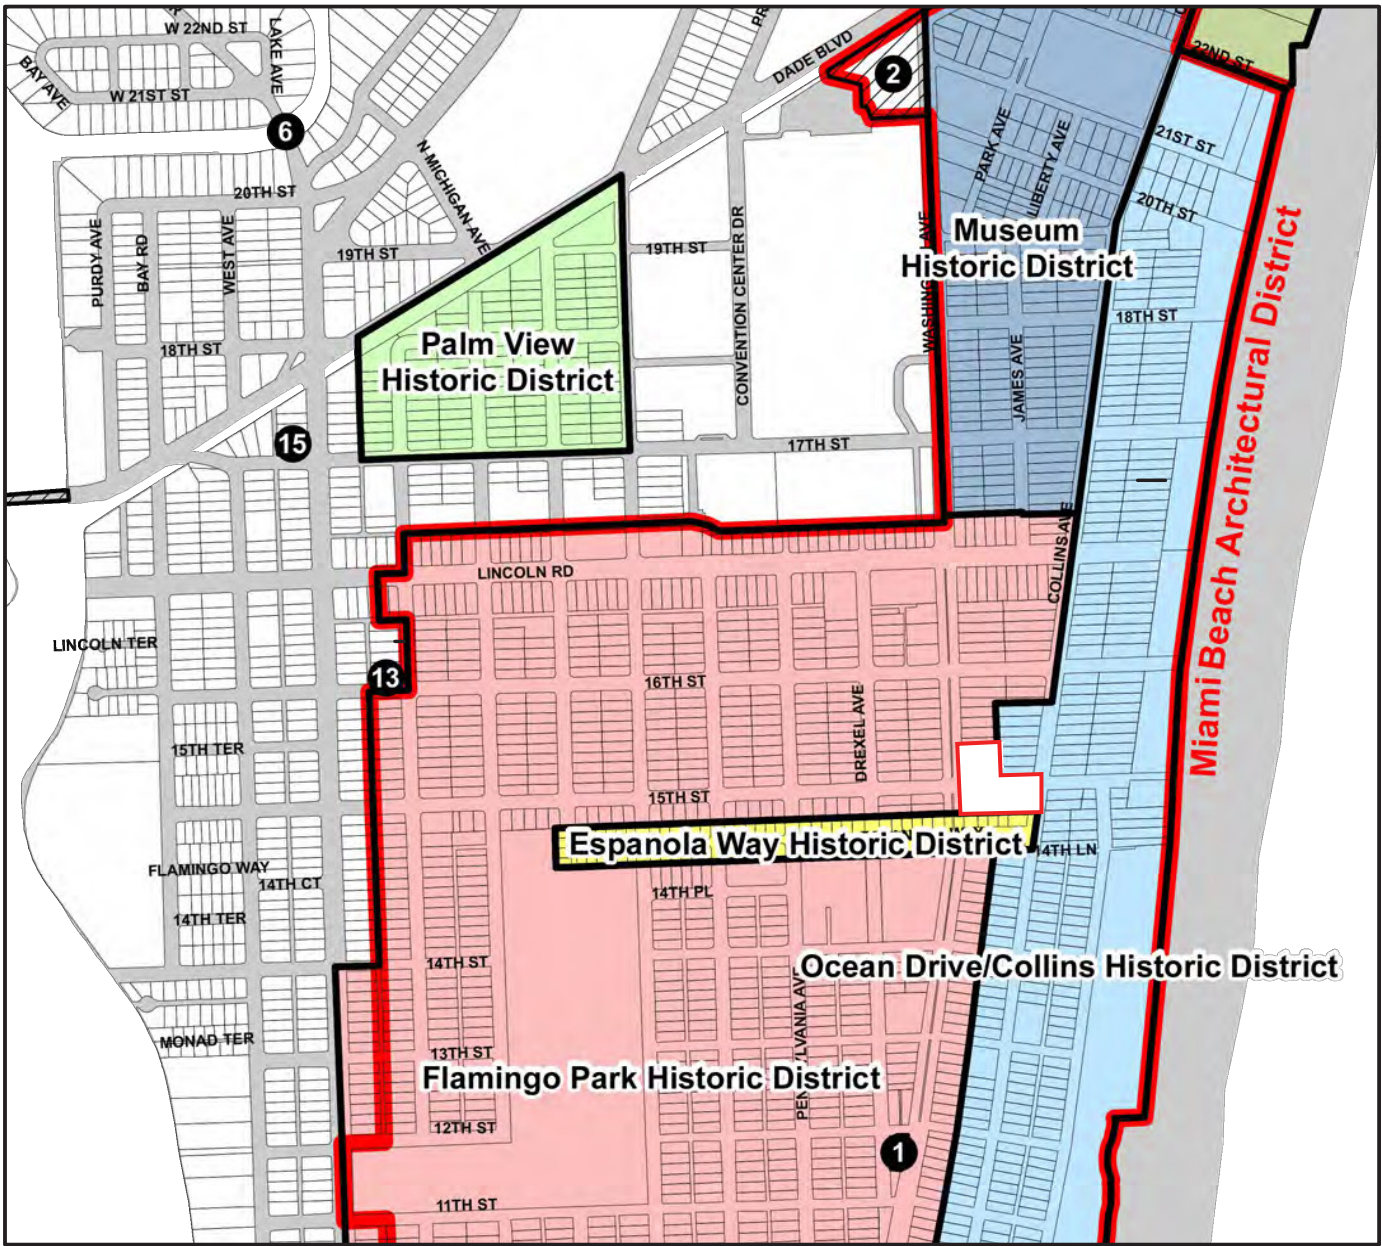 W 22ND ST
LAKE AVE
BAY AVE
W 21ST ST
DADE BLVD
2
22ND ST
6
PARK AVE
LIBERTY AVE
21ST ST
N MICHIGAN AVE
20TH ST
20TH ST
PURDY AVE
BAY RD
WEST AVE
19TH ST
19TH ST
CONVENTION CENTER DR
Museum
Historic District
18TH ST
18TH ST
Palm View
Historic District
JAMES AVE
Miami Beach Architectural District
15
17TH ST
COLLINS AVE
LINCOLN RD
LINCOLN TER
13
16TH ST
DREXEL AVE
15TH TER
15TH ST
Espanola Way Historic District
14TH LN
FLAMINGO WAY
14TH CT
14TH PL
14TH TER
14TH ST
Ocean Drive/Collins Historic District
MONAD TER
13TH ST
Flamingo Park Historic District
12TH ST
1
11TH ST